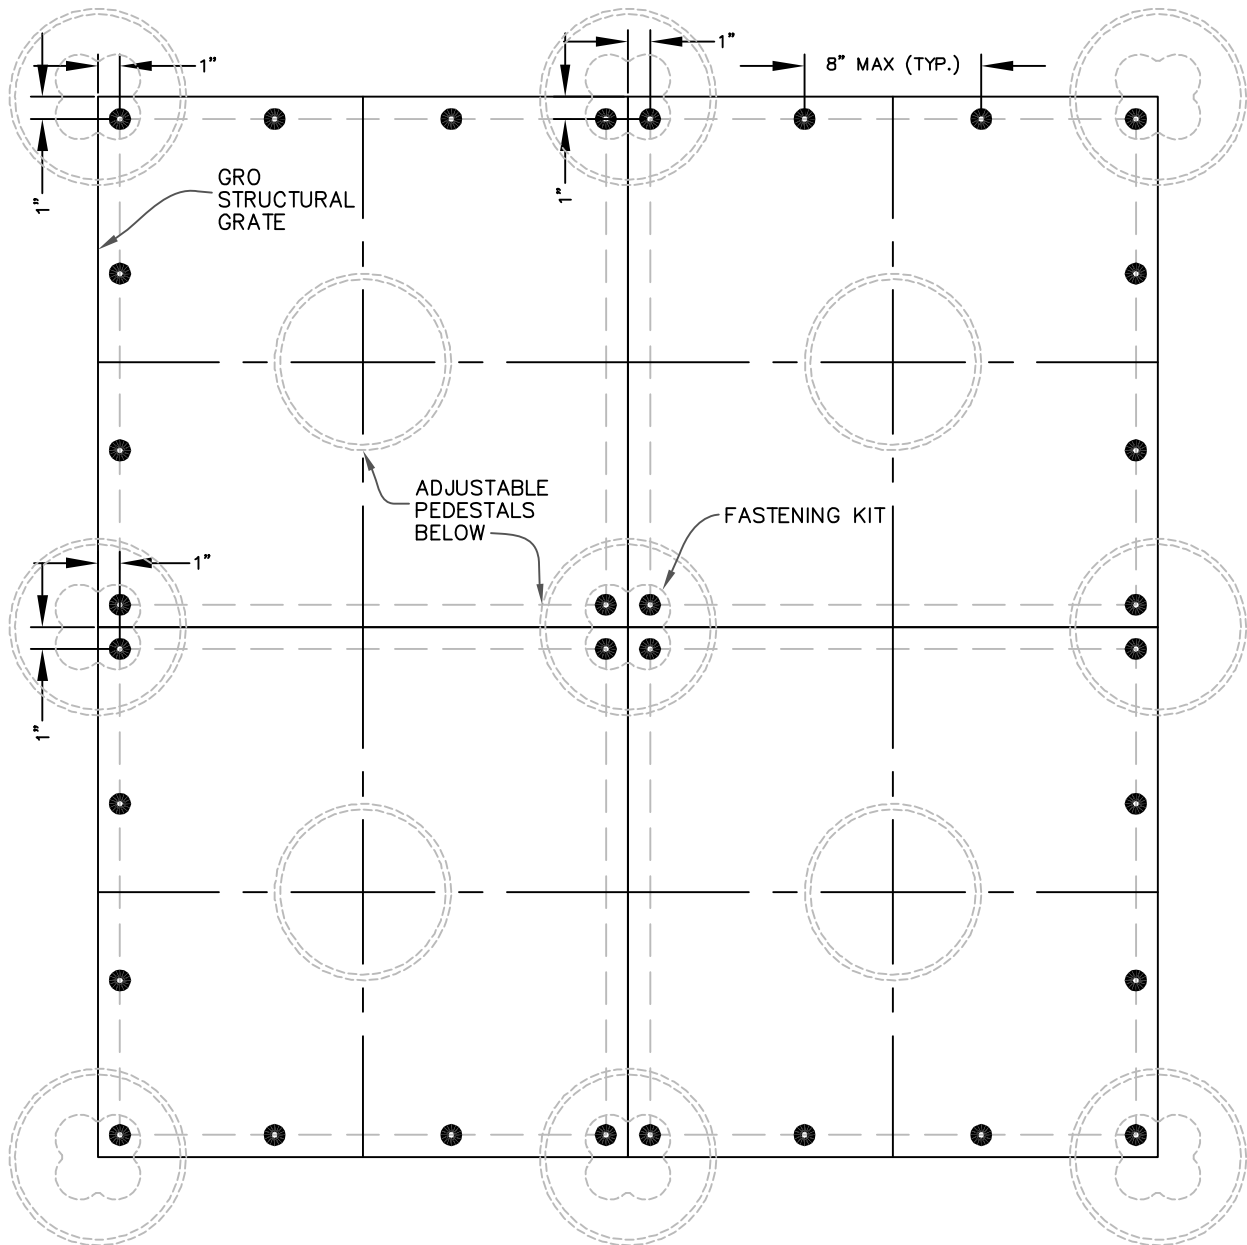 1"
1"
8" MAX (TYP.)
1"
1"
GRO
STRUCTURAL
GRATE
ADJUSTABLE
PEDESTALS
BELOW
FASTENING KIT
1"
1"